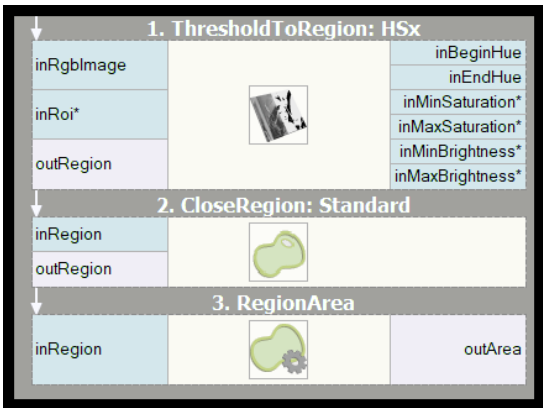 1. ThresholdToRegion: HSx
inRgbImage
inRoi*
outRegion
inBeginHue
inEndHue
inMinSaturation*
inMaxSaturation*
inMinBrightness*
inMaxBrightness*
2. CloseRegion: Standard
inRegion
outRegion
3. RegionArea
inRegion
outArea